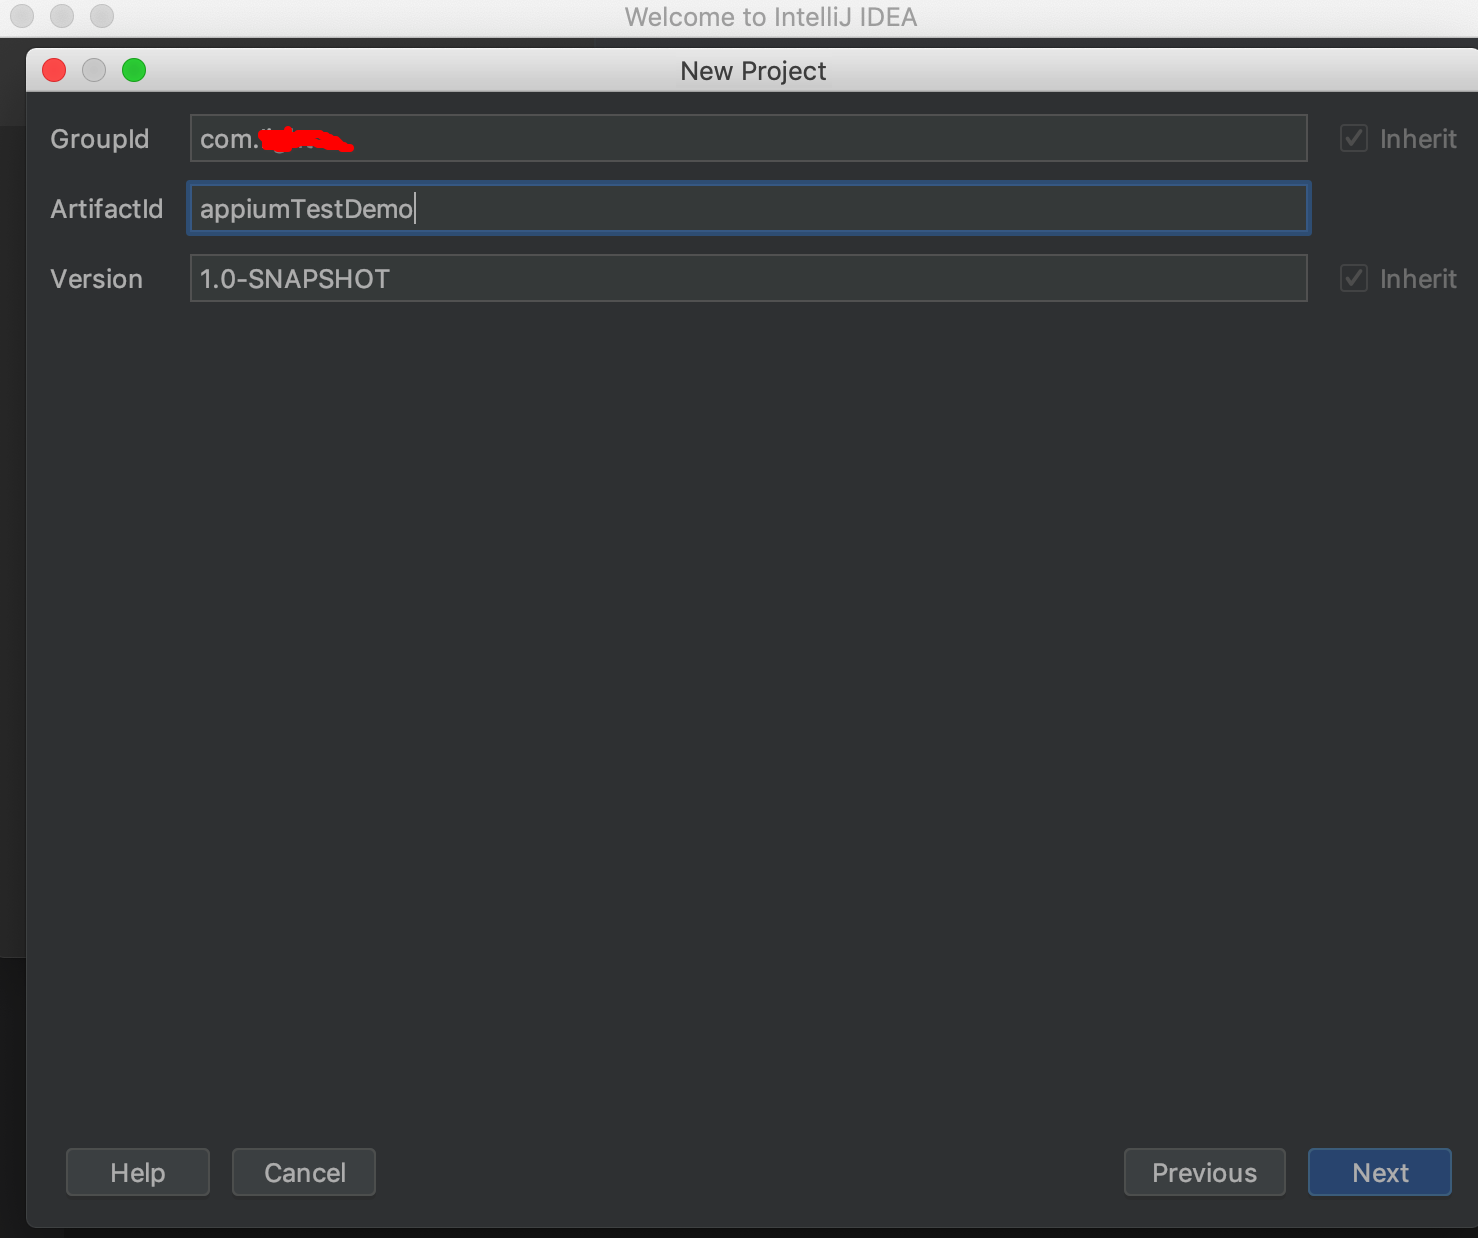 Welcome to IntelliJ IDEA
New Project
GroupId com. Inherit
ArtifactId appiumTestDemo
Version 1.0-SNAPSHOT Inherit
Help Cancel Previous Next